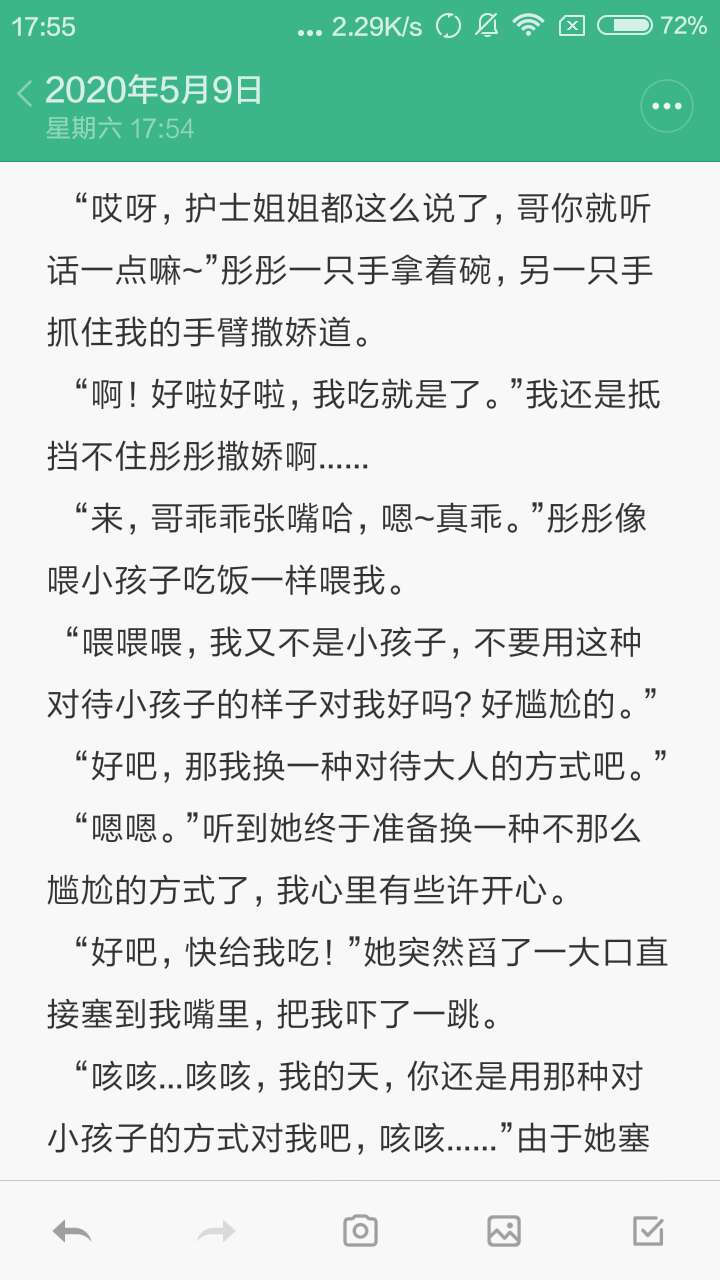 17:55
... 2.29K/s
72%
2020年5月9日
星期六 17:54
“哎呀，护士姐姐都这么说了，哥你就听
话一点嘛~”彤彤一只手拿着碗，另一只手
抓住我的手臂撒娇道。
“啊！好啦好啦，我吃就是了。”我还是抵
挡不住彤彤撒娇啊......
“来，哥乖乖张嘴哈，嗯~真乖。”彤彤像
喂小孩子吃饭一样喂我。
“喂喂喂，我又不是小孩子，不要用这种
对待小孩子的样子对我好吗？好尴尬的。”
“好吧，那我换一种对待大人的方式吧。”
“嗯嗯。”听到她终于准备换一种不那么
尴尬的方式了，我心里有些许开心。
“好吧，快给我吃！”她突然舀了一大口直
接塞到我嘴里，把我吓了一跳。
“咳咳...咳咳，我的天，你还是用那种对
小孩子的方式对我吧，咳咳......”由于她塞